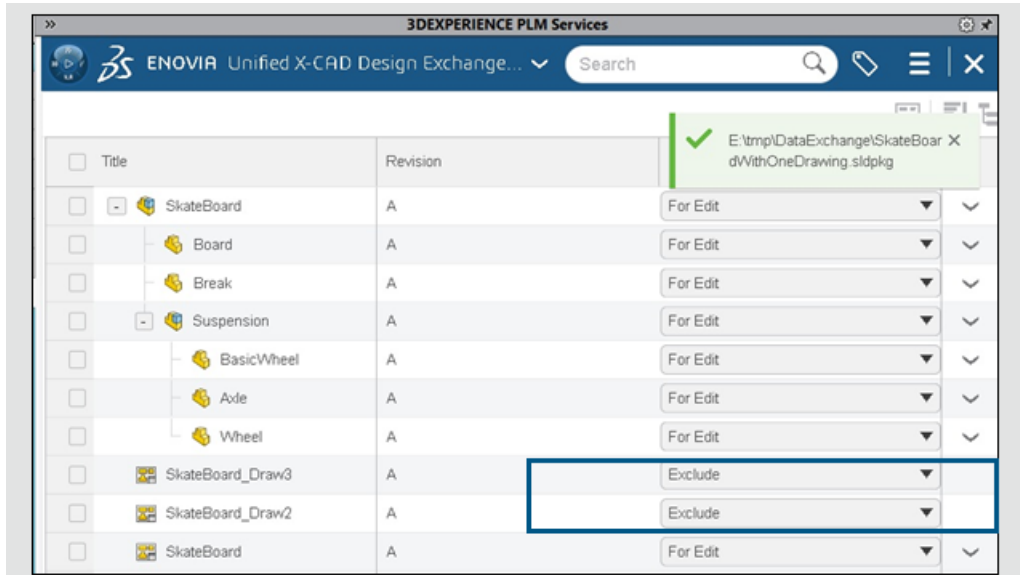 3DEXPERIENCE PLM Services
ENOVIA Unified X-CAD Design Exchange... Search
E:\tmp\DataExchange\SkateBoar
dWithOneDrawing.sldpkg
Title Revision
SkateBoard A For Edit
Board A For Edit
Break A For Edit
Suspension A For Edit
BasicWheel A For Edit
Axle A For Edit
Wheel A For Edit
SkateBoard_Draw3 A Exclude
SkateBoard_Draw2 A Exclude
SkateBoard A For Edit